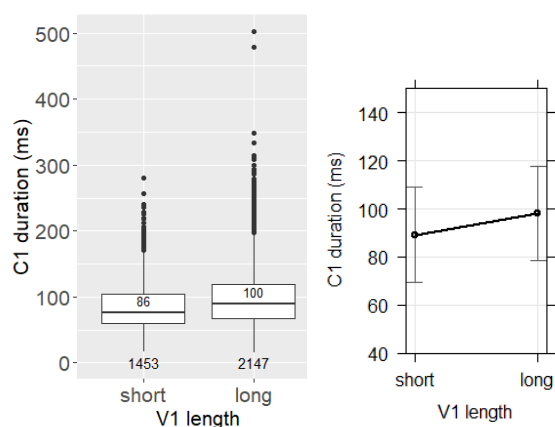 C1 duration (ms)
500
400
300
200
100
0
86
100
1453
2147
short
long
V1 length
C1 duration (ms)
140
120
100
80
60
40
short
long
V1 length